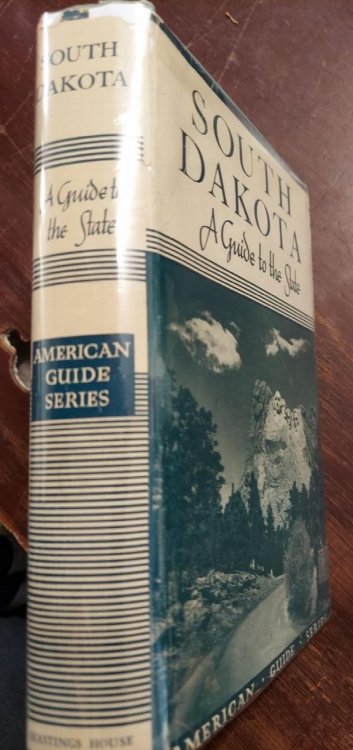 SOUTH
DAKOTA
A Guide to
the State
AMERICAN
GUIDE
SERIES
HASTINGS HOUSE
SOUTH
DAKOTA
A Guide to the State
AMERICAN · GUIDE · SERIES